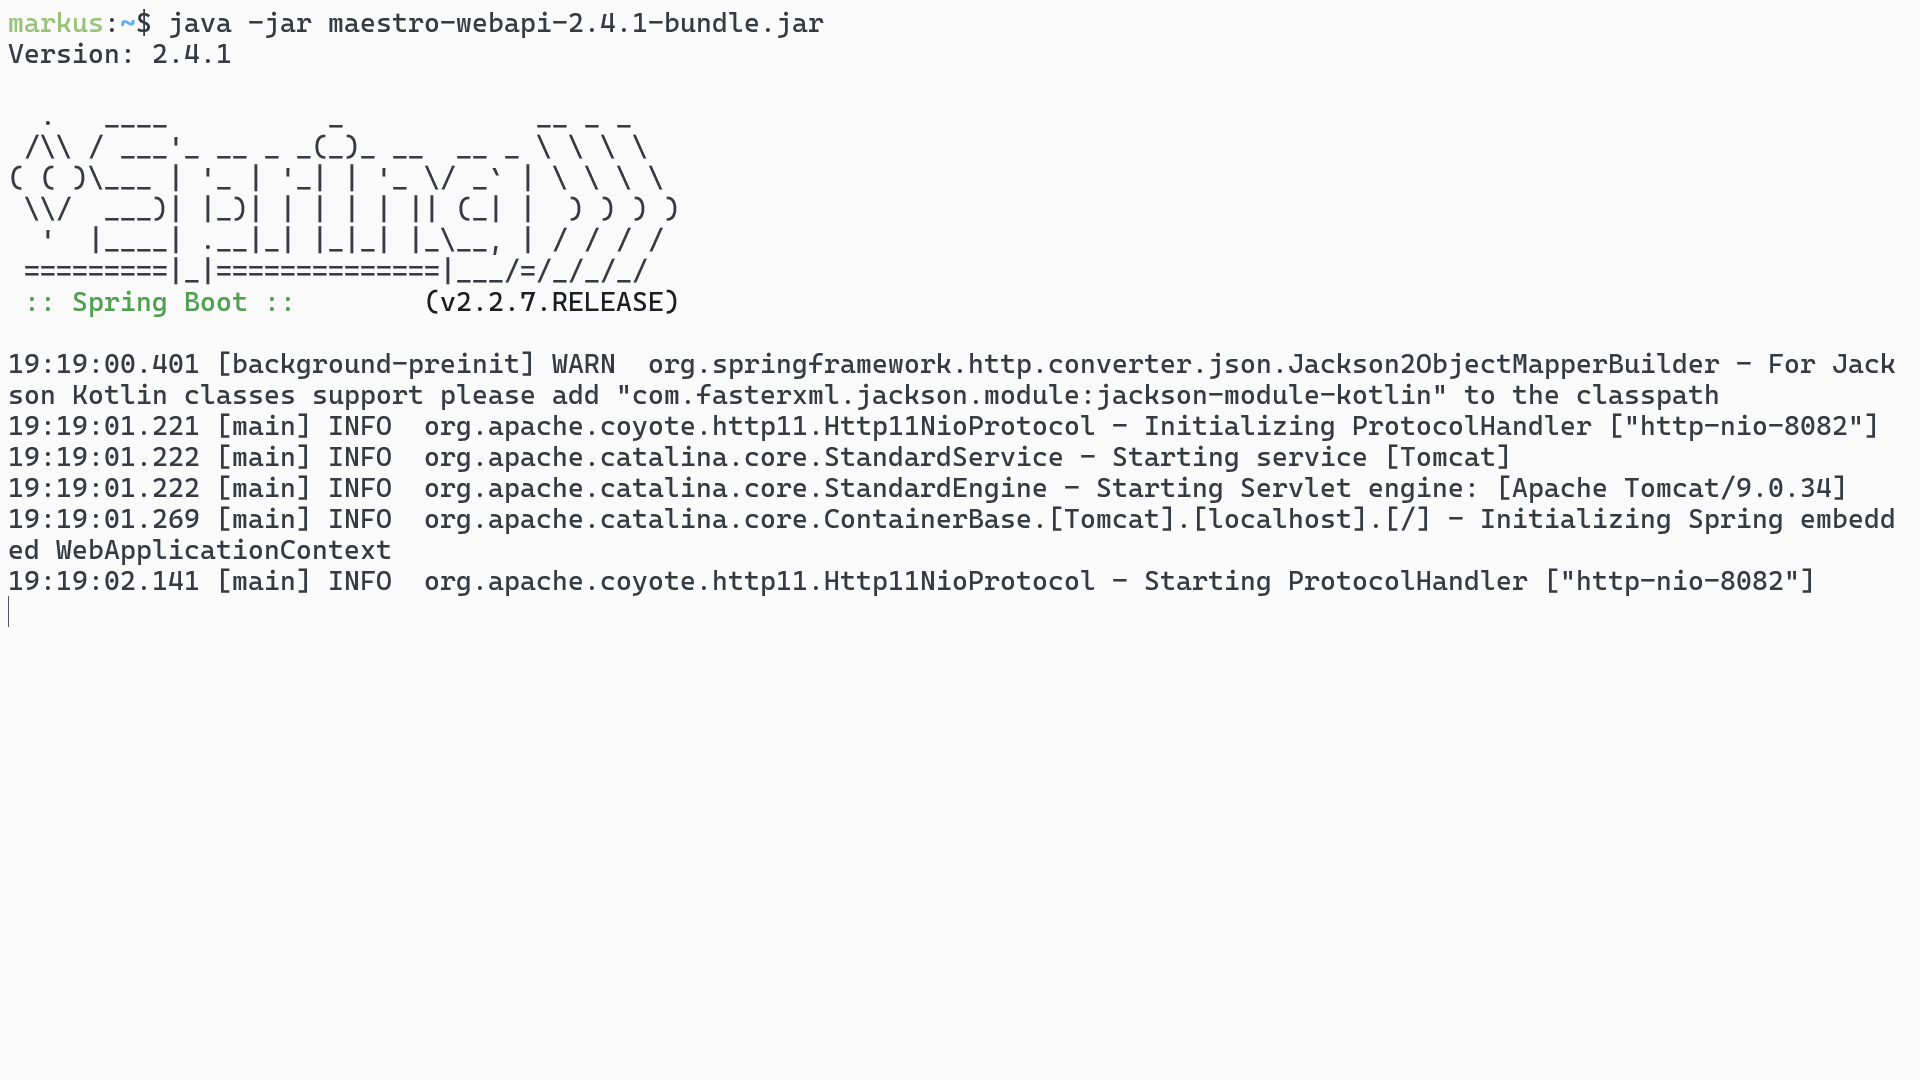 markus:~$ java -jar maestro-webapi-2.4.1-bundle.jar
Version: 2.4.1
  .   ____          _            __ _ _
 /\\ / ___'_ __ _ _(_)_ __  __ _ \ \ \ \
( ( )\___ | '_ | '_| | '_ \/ _` | \ \ \ \
 \\/  ___)| |_)| | | | | || (_| |  ) ) ) )
  '  |____| .__|_| |_|_| |_\__, | / / / /
 =========|_|==============|___/=/_/_/_/
 :: Spring Boot ::        (v2.2.7.RELEASE)
19:19:00.401 [background-preinit] WARN  org.springframework.http.converter.json.Jackson2ObjectMapperBuilder - For Jack
son Kotlin classes support please add "com.fasterxml.jackson.module:jackson-module-kotlin" to the classpath
19:19:01.221 [main] INFO  org.apache.coyote.http11.Http11NioProtocol - Initializing ProtocolHandler ["http-nio-8082"]
19:19:01.222 [main] INFO  org.apache.catalina.core.StandardService - Starting service [Tomcat]
19:19:01.222 [main] INFO  org.apache.catalina.core.StandardEngine - Starting Servlet engine: [Apache Tomcat/9.0.34]
19:19:01.269 [main] INFO  org.apache.catalina.core.ContainerBase.[Tomcat].[localhost].[/] - Initializing Spring embedd
ed WebApplicationContext
19:19:02.141 [main] INFO  org.apache.coyote.http11.Http11NioProtocol - Starting ProtocolHandler ["http-nio-8082"]